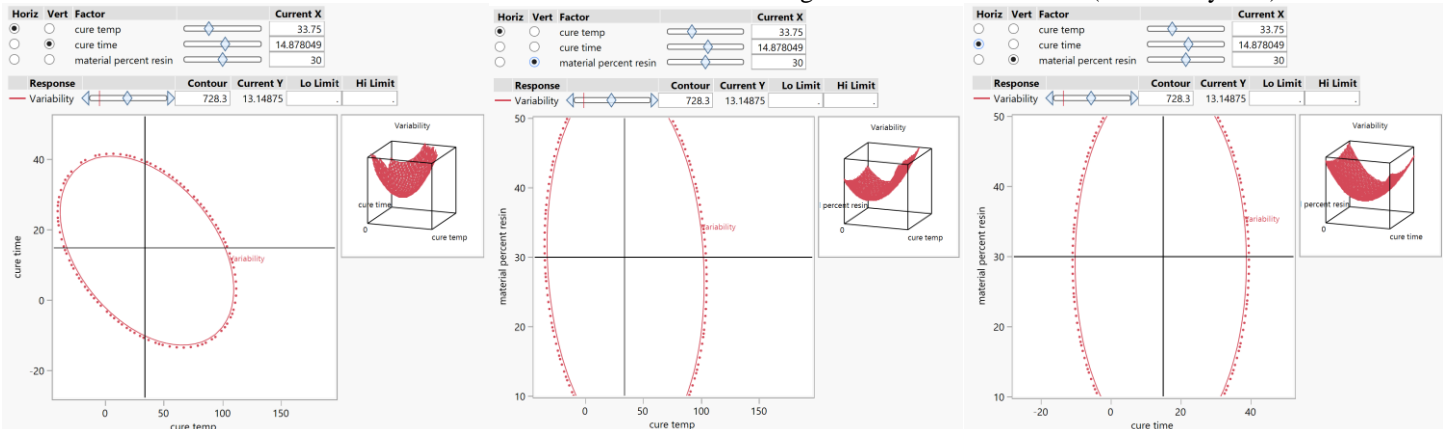 Horiz Vert Factor Current X
cure temp 33.75
cure time 14.878049
material percent resin 30
Response Contour Current Y Lo Limit Hi Limit
Variability 728.3 13.14875 . .
Variability
cure time
0
cure temp
40
20
0
-20
cure time
Variability
0 50 100 150
cure temp
Horiz Vert Factor Current X
cure temp 33.75
cure time 14.878049
material percent resin 30
Response Contour Current Y Lo Limit Hi Limit
Variability 728.3 13.14875 . .
Variability
l percent resin
0
cure temp
50
40
30
20
10
material percent resin
Variability
0 50 100 150
cure temp
Horiz Vert Factor Current X
cure temp 33.75
cure time 14.878049
material percent resin 30
Response Contour Current Y Lo Limit Hi Limit
Variability 728.3 13.14875 . .
Variability
l percent resin
0
cure time
50
40
30
20
10
material percent resin
Variability
-20 0 20 40
cure time